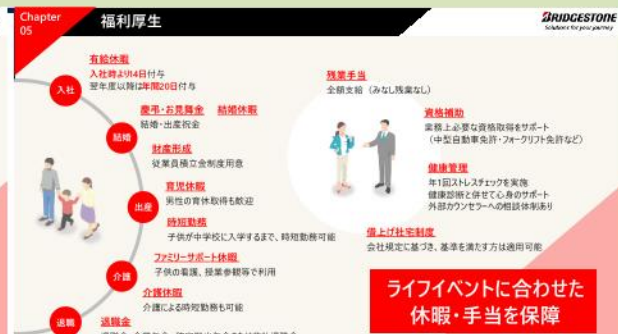 Chapter
05
福利厚生
BRIDGESTONE
Solutions for your journey
有給休暇
入社時より14日付与
翌年度以降は年間20日付与
入社
慶弔・お見舞金 結婚休暇
結婚・出産祝金
結婚
財産形成
従業員積立金制度用意
育児休暇
男性の育休取得も歓迎
出産
時短勤務
子供が中学校に入学するまで、時短勤務可能
ファミリーサポート休暇
子供の看護、授業参観等で利用
介護
介護休暇
介護による時短勤務も可能
退職
退職金
残業手当
全額支給（みなし残業なし）
資格補助
業務上必要な資格取得をサポート
（中型自動車免許・フォークリフト免許など）
健康管理
年1回ストレスチェックを実施
健康診断と併せて心身のサポート
外部カウンセラーへの相談体制あり
借上げ社宅制度
会社規定に基づき、基準を満たす方は適用可能
ライフイベントに合わせた
休暇・手当を保障